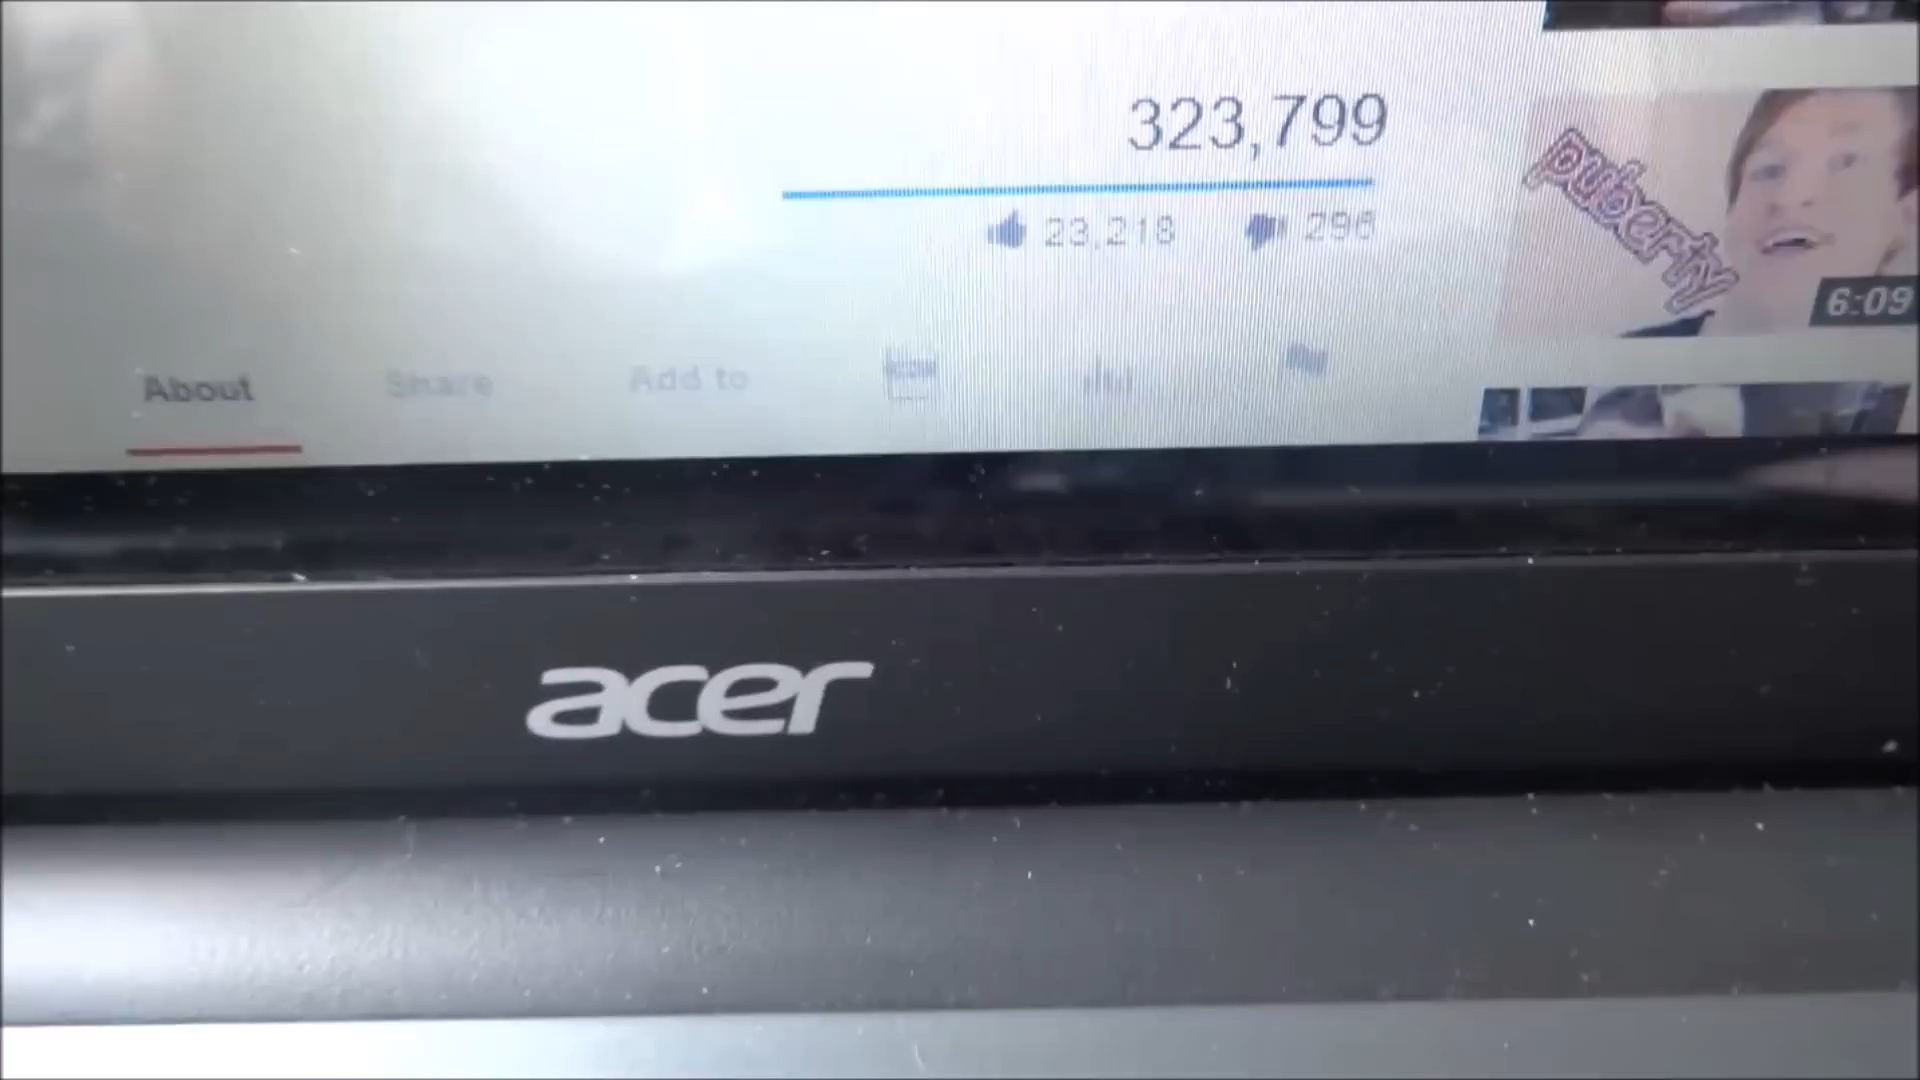 323,799
23,218 296
puberty
6:09
About Share Add to
acer